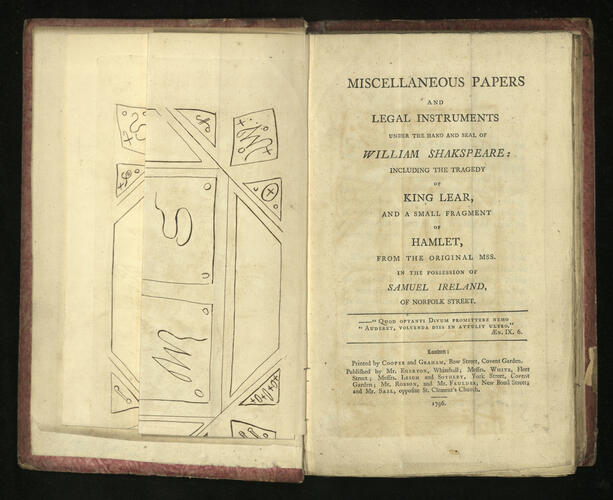 MISCELLANEOUS PAPERS
AND
LEGAL INSTRUMENTS
UNDER THE HAND AND SEAL OF
WILLIAM SHAKSPEARE:
INCLUDING THE TRAGEDY
OF
KING LEAR,
AND A SMALL FRAGMENT
OF
HAMLET,
FROM THE ORIGINAL MSS.
IN THE POSSESSION OF
SAMUEL IRELAND,
OF NORFOLK STREET.
——"QUOD OPTANTI DIVUM PROMITTERE NEMO
"AUDERET, VOLVENDA DIES EN ATTULIT ULTRO."
ÆN. IX. 6.
London:
Printed by COOPER and GRAHAM, Bow Street, Covent Garden.
Published by Mr. EGERTON, Whitehall; Messrs. WHITE, Fleet
Street; Messrs. LEIGH and SOTHEBY, York Street, Covent
Garden; Mr. ROBSON, and Mr. FAULDER, New Bond Street;
and Mr. SAEL, opposite St. Clement's Church.
1796.